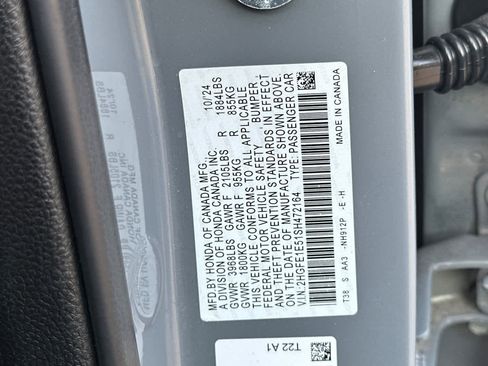 MFD. BY HONDA OF CANADA MFG., 10/24
A DIVISION OF HONDA CANADA INC.
GVWR 3968LBS GAWR F 2105LBS R 1884LBS
GVWR 1800KG GAWR F 955KG R 855KG
THIS VEHICLE CONFORMS TO ALL APPLICABLE
FEDERAL MOTOR VEHICLE SAFETY, BUMPER,
AND THEFT PREVENTION STANDARDS IN EFFECT
ON THE DATE OF MANUFACTURE SHOWN ABOVE.
V.I.N.:2HGFE1E51SH472164 TYPE:PASSENGER CAR
T38 S AA3 -NH912P -E -H
MADE IN CANADA
T22 A1